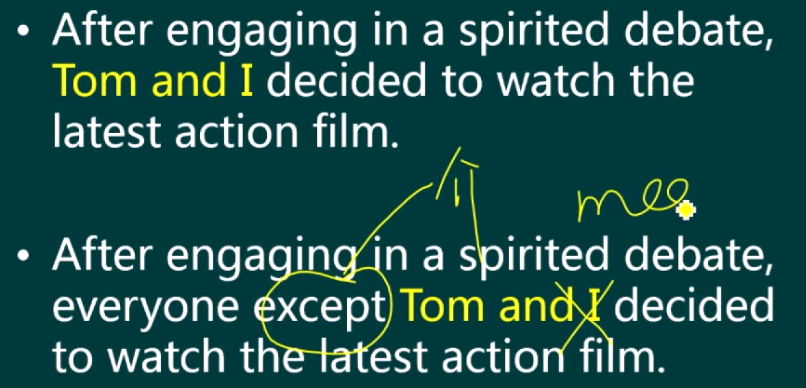 • After engaging in a spirited debate,
Tom and I decided to watch the
latest action film.
介
me
• After engaging in a spirited debate,
everyone except Tom and I decided
to watch the latest action film.